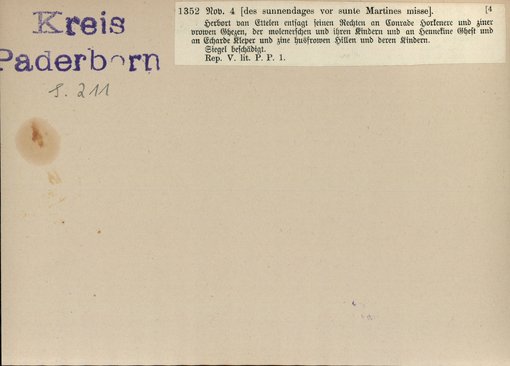 Kreis
Paderborn
S. 211
1352 Nov. 4 [des sunnendages vor sunte Martines misse]. [4
Herbort van Ettelen entsagt seinen Rechten an Conrade Horkenere und ziner
vrowen Ghezen, der molenerschen und ihren Kindern und an Hennekine Ghest und
an Echarde Kleper und zine husfrowen Hillen und deren Kindern.
Siegel beschädigt.
Rep. V. lit. P. P. 1.